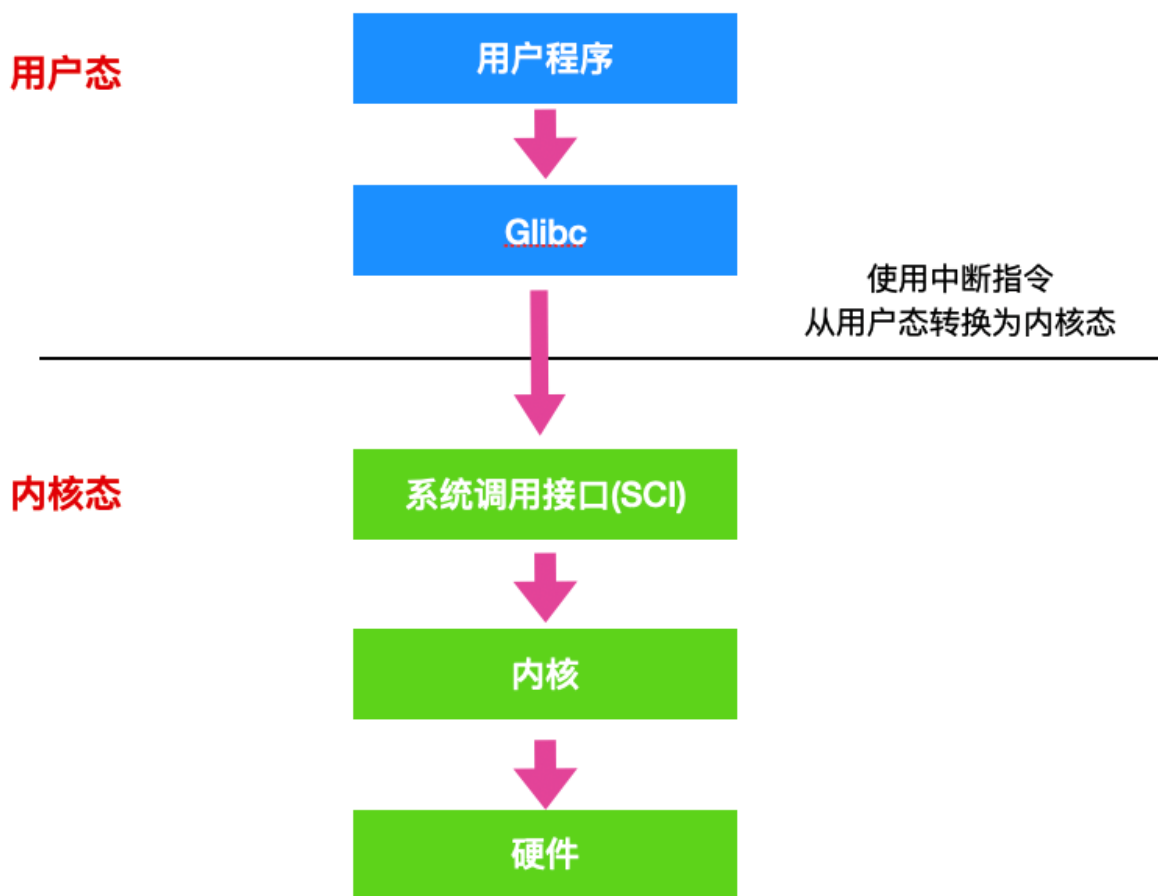 用户态
用户程序
Glibc
使用中断指令
从用户态转换为内核态
内核态
系统调用接口(SCI)
内核
硬件